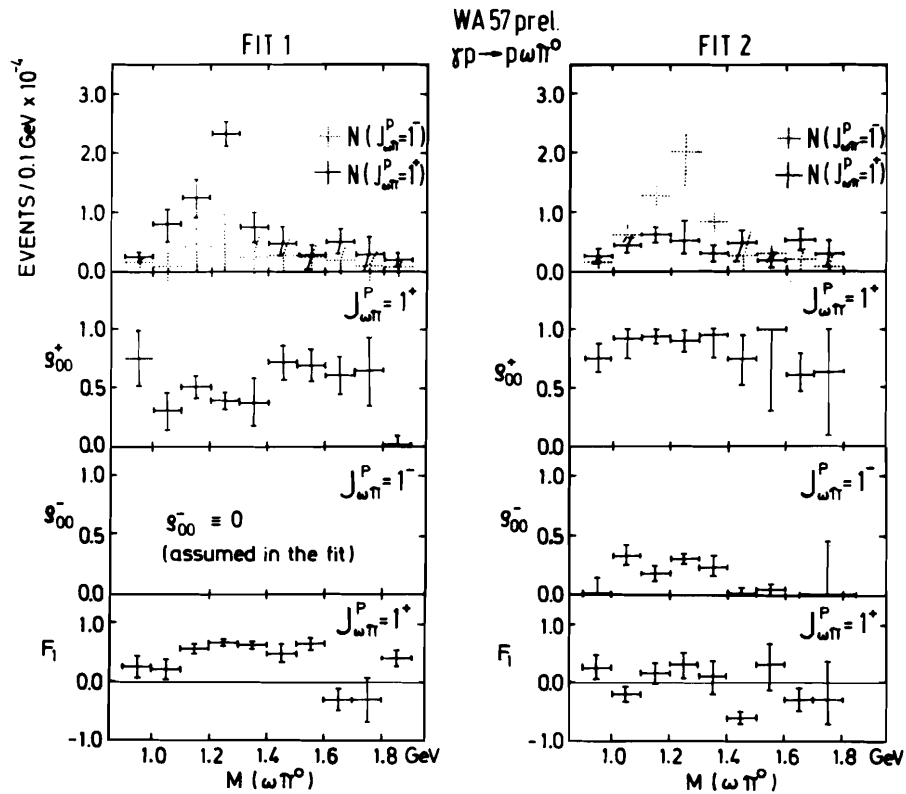 WA57 prel.
γp→pωπ⁰
FIT 1
FIT 2
EVENTS / 0.1 GeV x 10⁻⁴
3.0
2.0
1.0
0.0
N(J^P_ωπ=1⁻)
N(J^P_ωπ=1⁺)
3.0
2.0
1.0
0.0
N(J^P_ωπ=1⁻)
N(J^P_ωπ=1⁺)
ρ⁺₀₀
1.0
0.5
0.0
J^P_ωπ=1⁺
ρ⁺₀₀
1.0
0.5
0.0
J^P_ωπ=1⁺
ρ⁻₀₀
1.0
0.5
0.0
J^P_ωπ=1⁻
ρ⁻₀₀ ≡ 0
(assumed in the fit)
ρ⁻₀₀
1.0
0.5
0.0
J^P_ωπ=1⁻
F₁
1.0
0.0
-1.0
J^P_ωπ=1⁺
F₁
1.0
0.0
-1.0
J^P_ωπ=1⁺
1.0 1.2 1.4 1.6 1.8 GeV
M (ωπ⁰)
1.0 1.2 1.4 1.6 1.8 GeV
M (ωπ⁰)